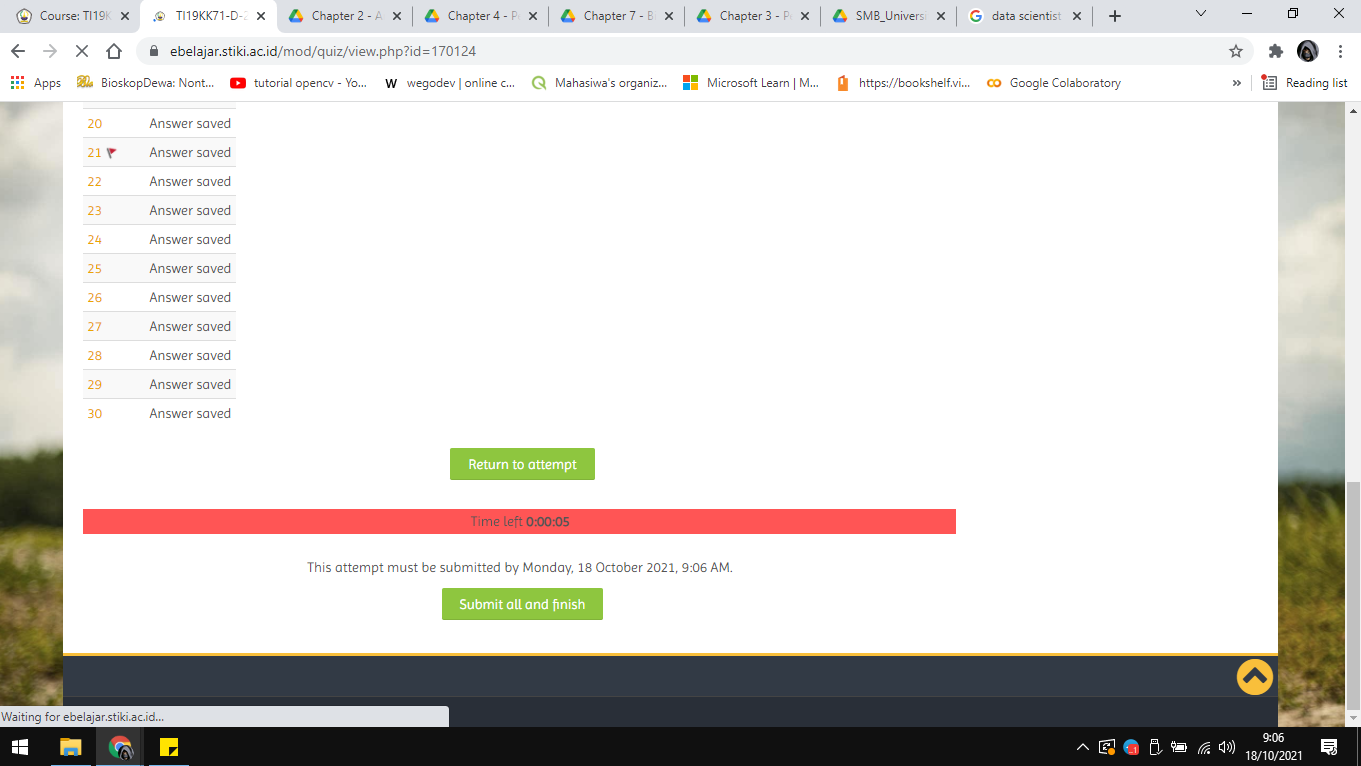 Course: TI19K
TI19KK71-D-2
Chapter 2 - A
Chapter 4 - P
Chapter 7 - B
Chapter 3 - P
SMB_Universi
data scientist
ebelajar.stiki.ac.id/mod/quiz/view.php?id=170124
Apps
BioskopDewa: Nont...
tutorial opencv - Yo...
W wegodev | online c...
Mahasiwa's organiz...
Microsoft Learn | M...
https://bookshelf.vi...
Google Colaboratory
»
Reading list
20 Answer saved
21 Answer saved
22 Answer saved
23 Answer saved
24 Answer saved
25 Answer saved
26 Answer saved
27 Answer saved
28 Answer saved
29 Answer saved
30 Answer saved
Return to attempt
Time left 0:00:05
This attempt must be submitted by Monday, 18 October 2021, 9:06 AM.
Submit all and finish
Waiting for ebelajar.stiki.ac.id...
9:06
18/10/2021